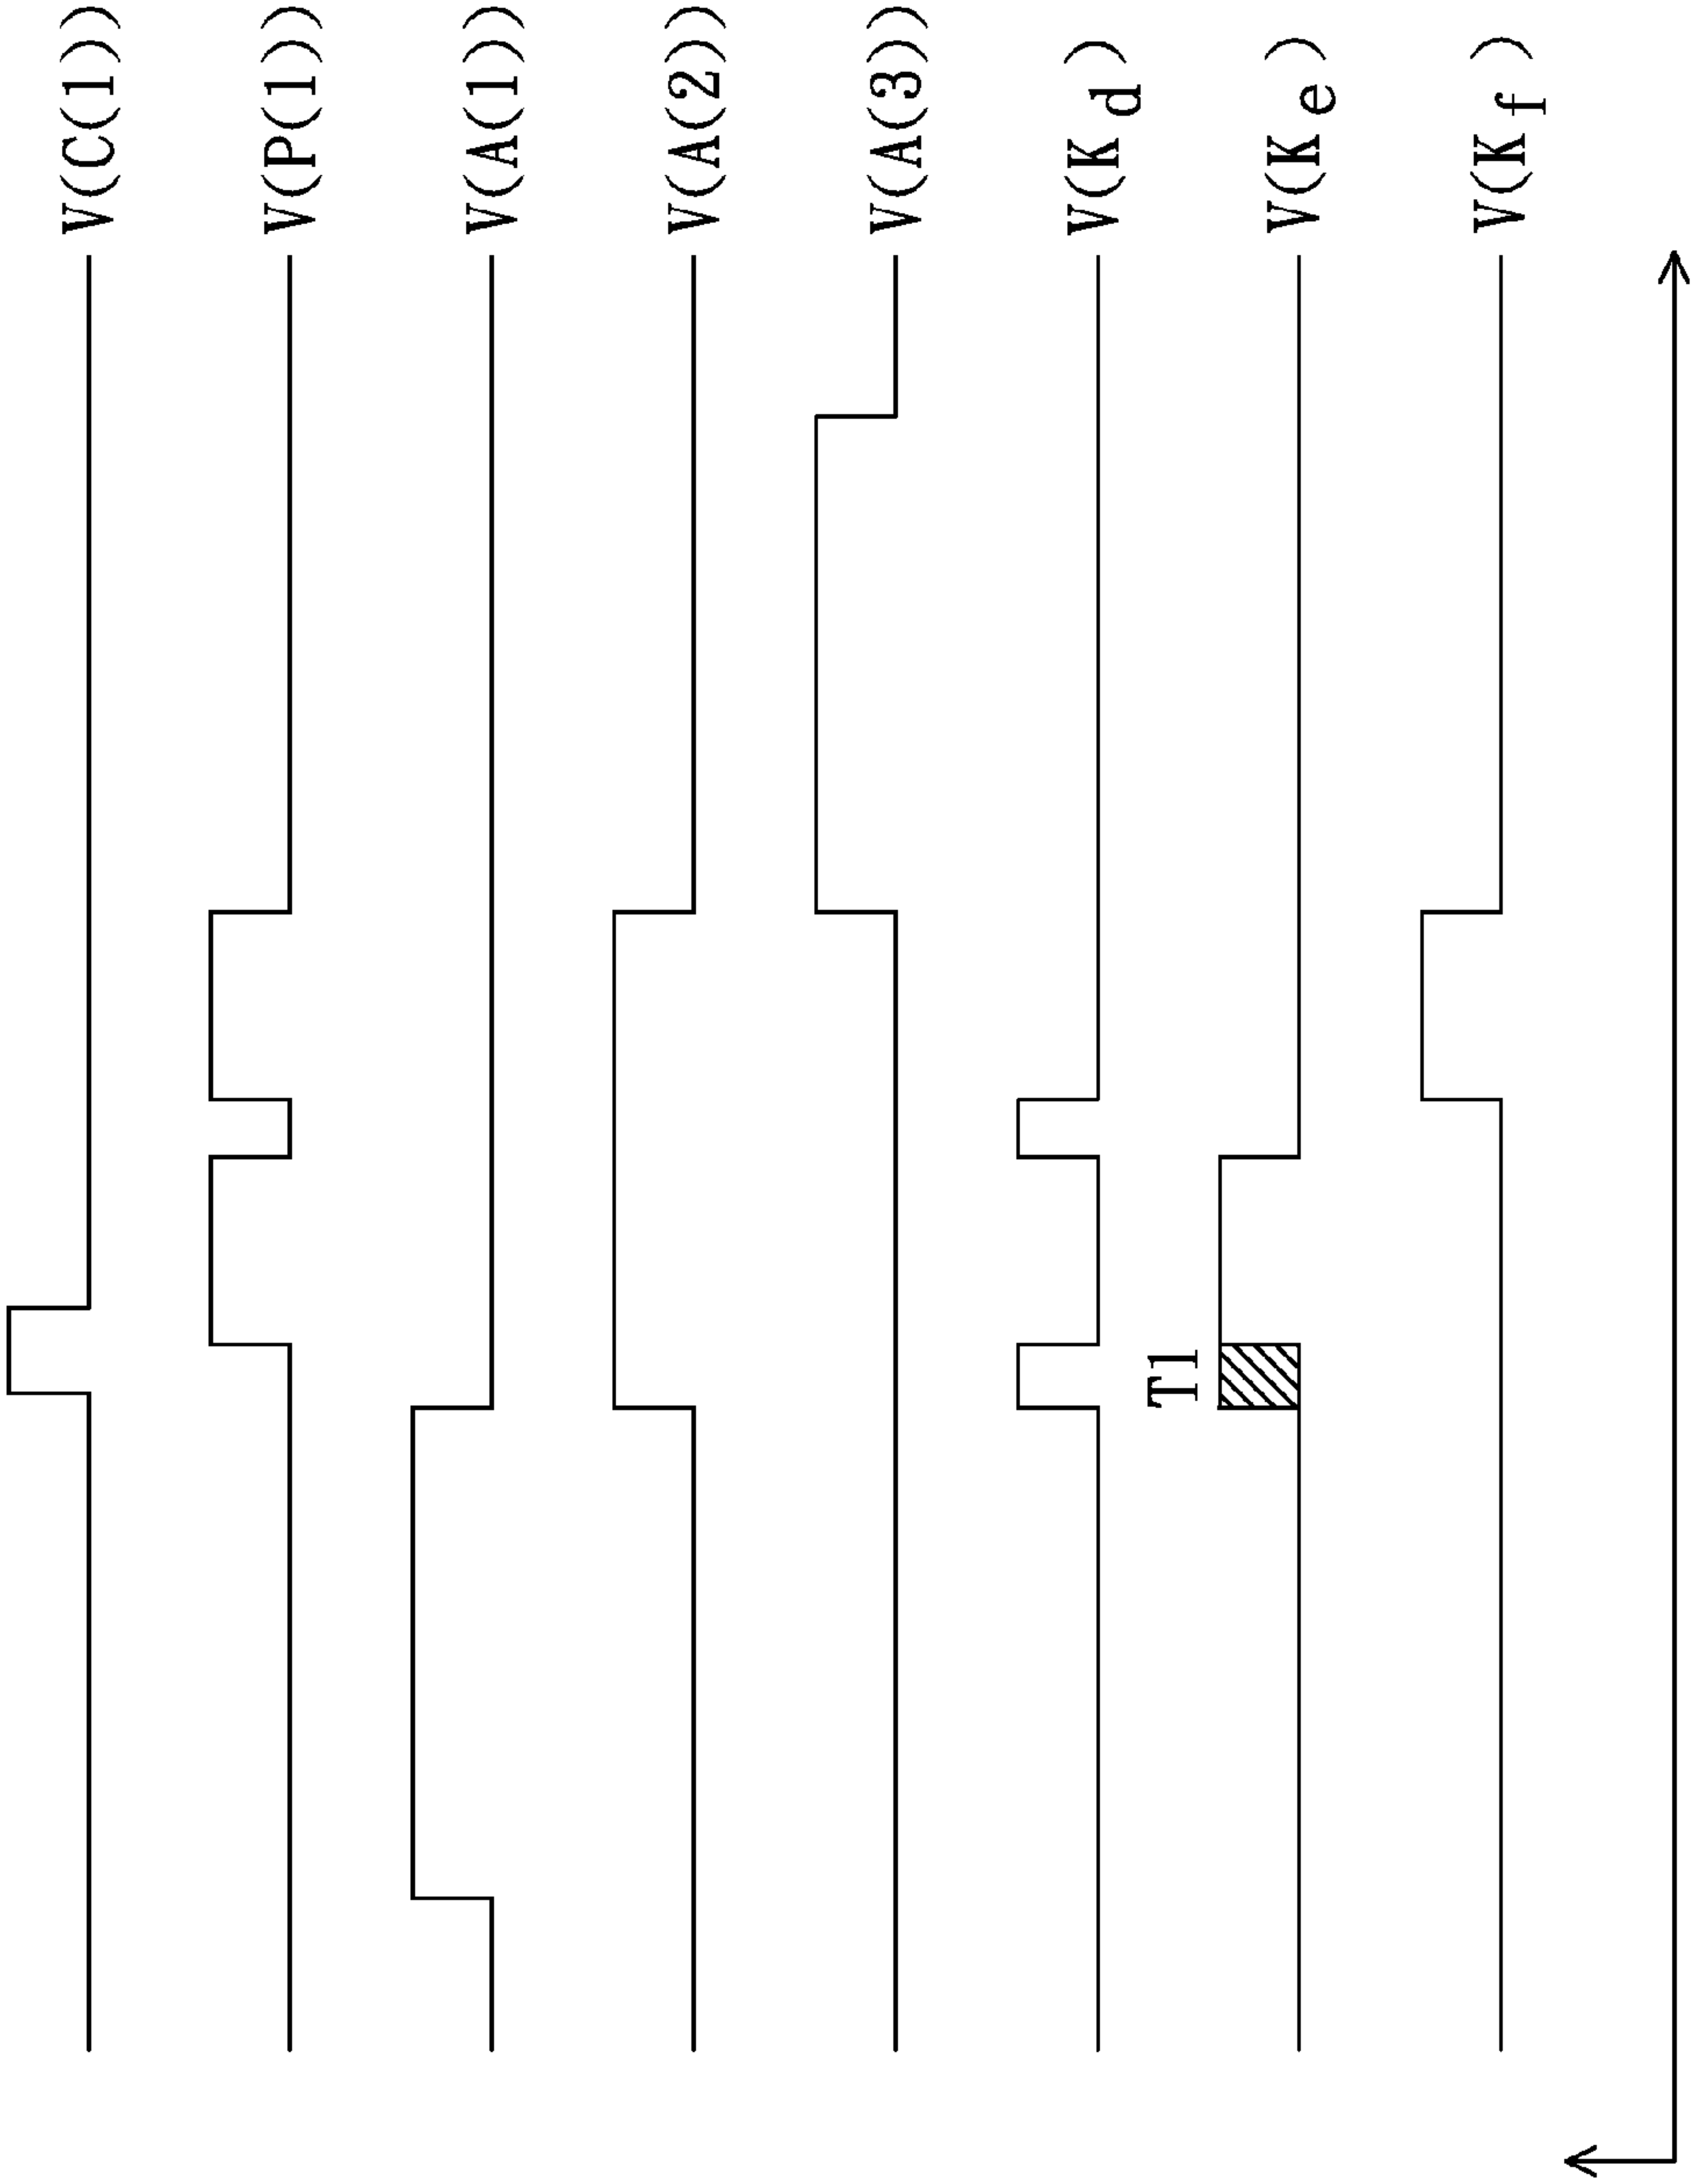 V(C(1))
V(P(1))
V(A(1))
V(A(2))
V(A(3))
V(Kd)
T1
V(Ke)
V(Kf)